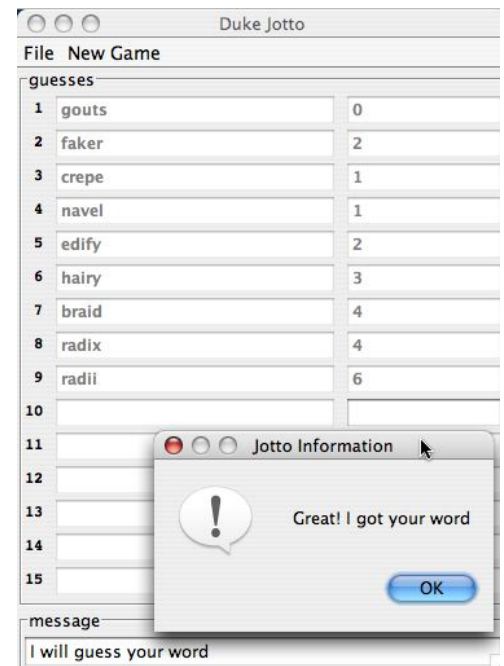 Duke Jotto
File New Game
guesses
1 gouts 0
2 faker 2
3 crepe 1
4 navel 1
5 edify 2
6 hairy 3
7 braid 4
8 radix 4
9 radii 6
10
11
12
13
14
15
Jotto Information
!
Great! I got your word
OK
message
I will guess your word